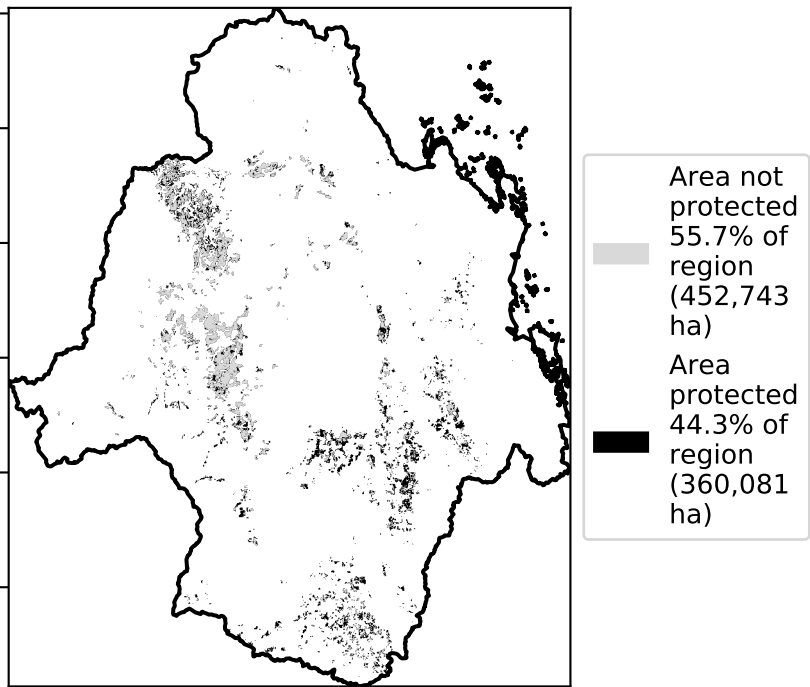 Area not
protected
55.7% of
region
(452,743
ha)
Area
protected
44.3% of
region
(360,081
ha)